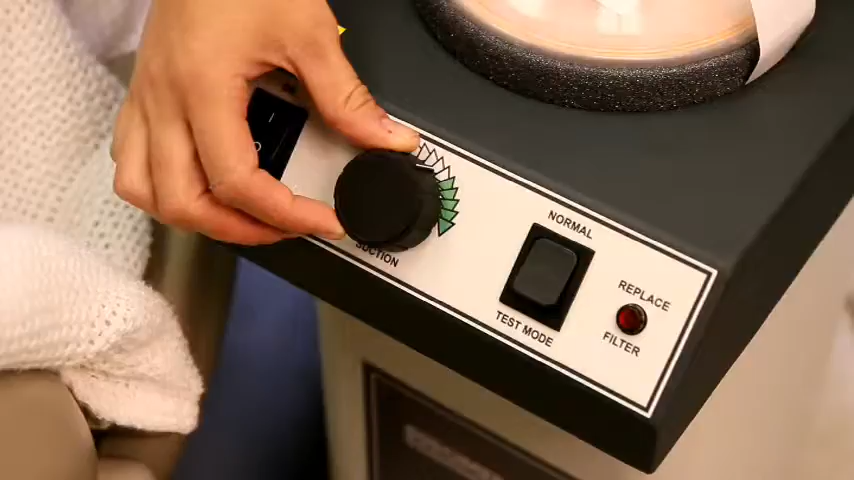 SUCTION
NORMAL
TEST MODE
REPLACE
FILTER